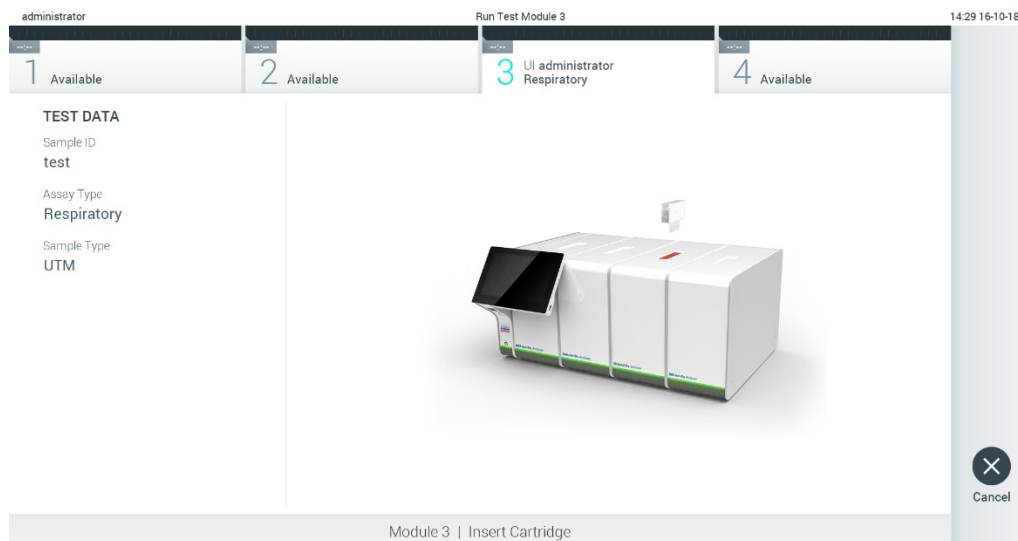 administrator
Run Test Module 3
14:29 16-10-18
--:--
--:--
--:--
--:--
1 Available
2 Available
3 UI administrator
Respiratory
4 Available
TEST DATA
Sample ID
test
Assay Type
Respiratory
Sample Type
UTM
Cancel
Module 3 | Insert Cartridge